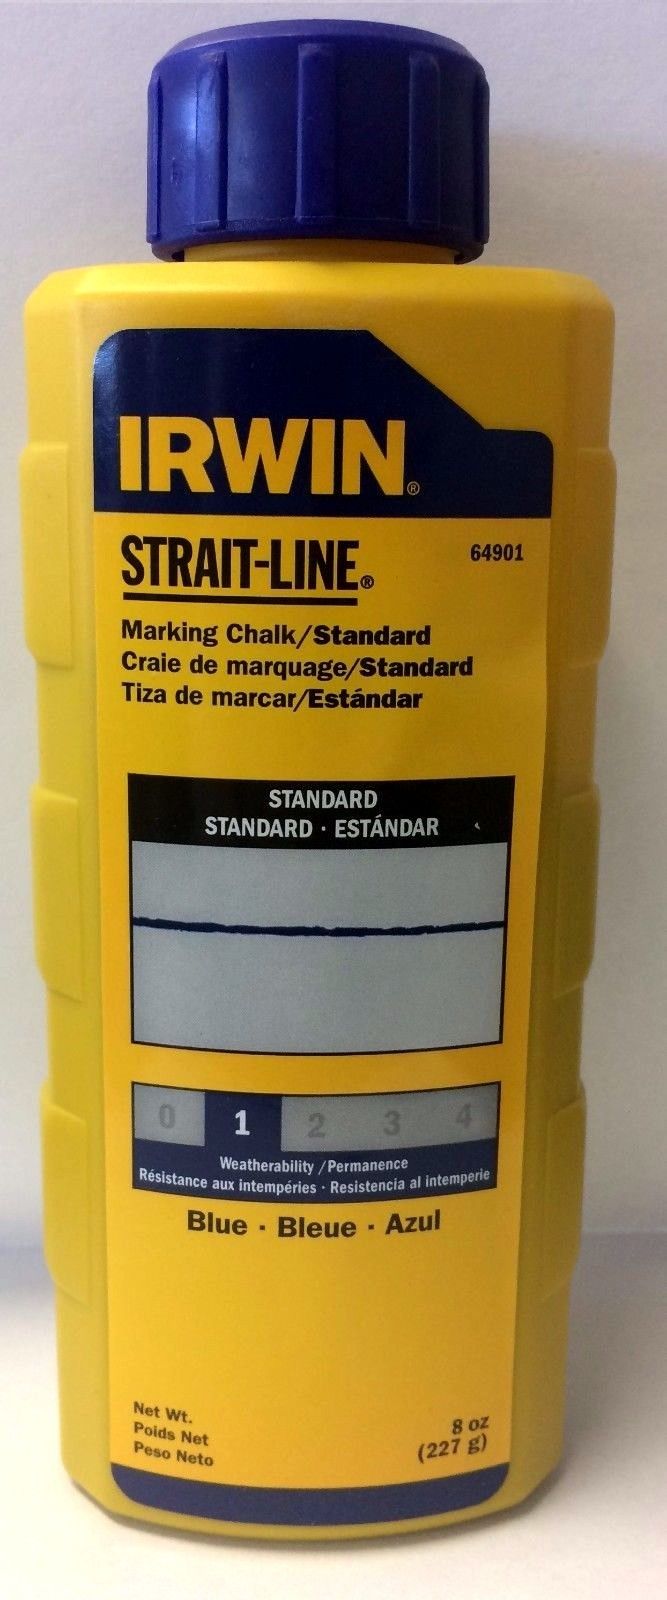 IRWIN®
STRAIT-LINE® 64901
Marking Chalk/Standard
Craie de marquage/Standard
Tiza de marcar/Estándar
STANDARD
STANDARD · ESTÁNDAR
0 1 2 3 4
Weatherability/Permanence
Résistance aux intempéries · Resistencia al intemperie
Blue · Bleue · Azul
Net Wt. 8 oz
Poids Net (227 g)
Peso Neto